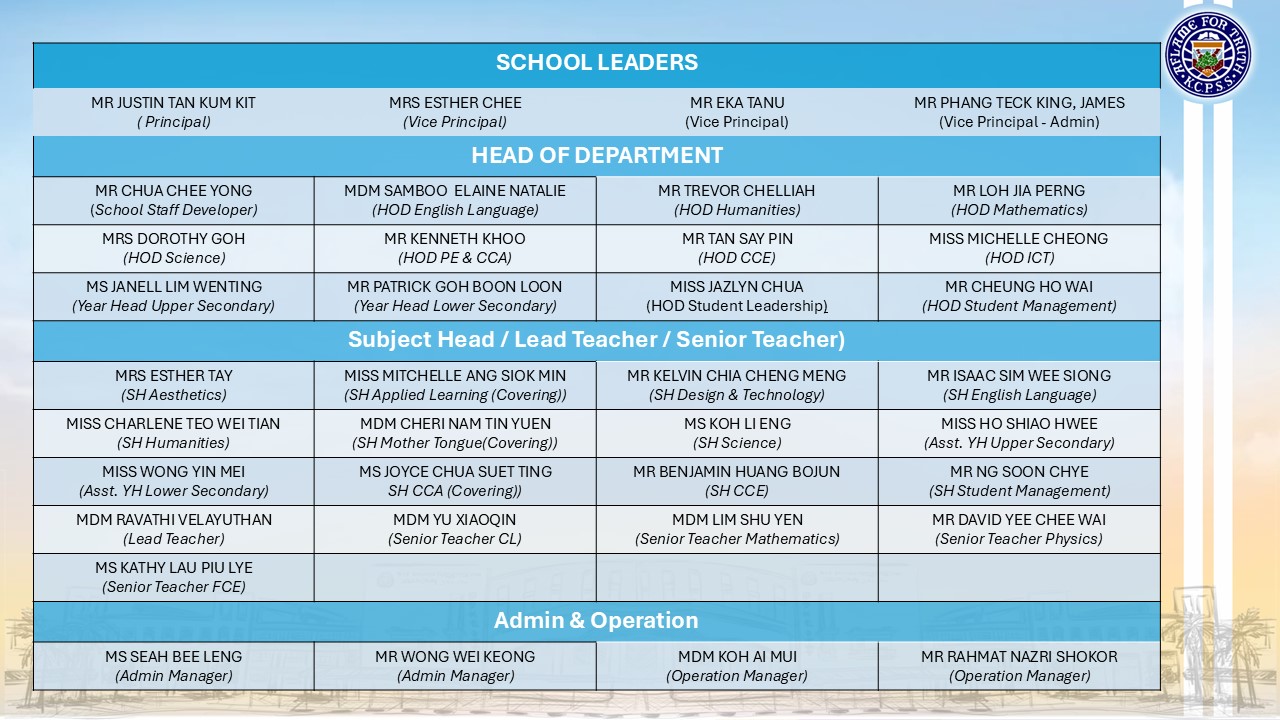 AFLAME FOR TRUTH
K.C.P.S.S.
SCHOOL LEADERS
MR JUSTIN TAN KUM KIT
( Principal)
MRS ESTHER CHEE
(Vice Principal)
MR EKA TANU
(Vice Principal)
MR PHANG TECK KING, JAMES
(Vice Principal - Admin)
HEAD OF DEPARTMENT
MR CHUA CHEE YONG
(School Staff Developer)
MDM SAMBOO  ELAINE NATALIE
(HOD English Language)
MR TREVOR CHELLIAH
(HOD Humanities)
MR LOH JIA PERNG
(HOD Mathematics)
MRS DOROTHY GOH
(HOD Science)
MR KENNETH KHOO
(HOD PE & CCA)
MR TAN SAY PIN
(HOD CCE)
MISS MICHELLE CHEONG
(HOD ICT)
MS JANELL LIM WENTING
(Year Head Upper Secondary)
MR PATRICK GOH BOON LOON
(Year Head Lower Secondary)
MISS JAZLYN CHUA
(HOD Student Leadership)
MR CHEUNG HO WAI
(HOD Student Management)
Subject Head / Lead Teacher / Senior Teacher)
MRS ESTHER TAY
(SH Aesthetics)
MISS MITCHELLE ANG SIOK MIN
(SH Applied Learning (Covering))
MR KELVIN CHIA CHENG MENG
(SH Design & Technology)
MR ISAAC SIM WEE SIONG
(SH English Language)
MISS CHARLENE TEO WEI TIAN
(SH Humanities)
MDM CHERI NAM TIN YUEN
(SH Mother Tongue(Covering))
MS KOH LI ENG
(SH Science)
MISS HO SHIAO HWEE
(Asst. YH Upper Secondary)
MISS WONG YIN MEI
(Asst. YH Lower Secondary)
MS JOYCE CHUA SUET TING
SH CCA (Covering))
MR BENJAMIN HUANG BOJUN
(SH CCE)
MR NG SOON CHYE
(SH Student Management)
MDM RAVATHI VELAYUTHAN
(Lead Teacher)
MDM YU XIAOQIN
(Senior Teacher CL)
MDM LIM SHU YEN
(Senior Teacher Mathematics)
MR DAVID YEE CHEE WAI
(Senior Teacher Physics)
MS KATHY LAU PIU LYE
(Senior Teacher FCE)
Admin & Operation
MS SEAH BEE LENG
(Admin Manager)
MR WONG WEI KEONG
(Admin Manager)
MDM KOH AI MUI
(Operation Manager)
MR RAHMAT NAZRI SHOKOR
(Operation Manager)